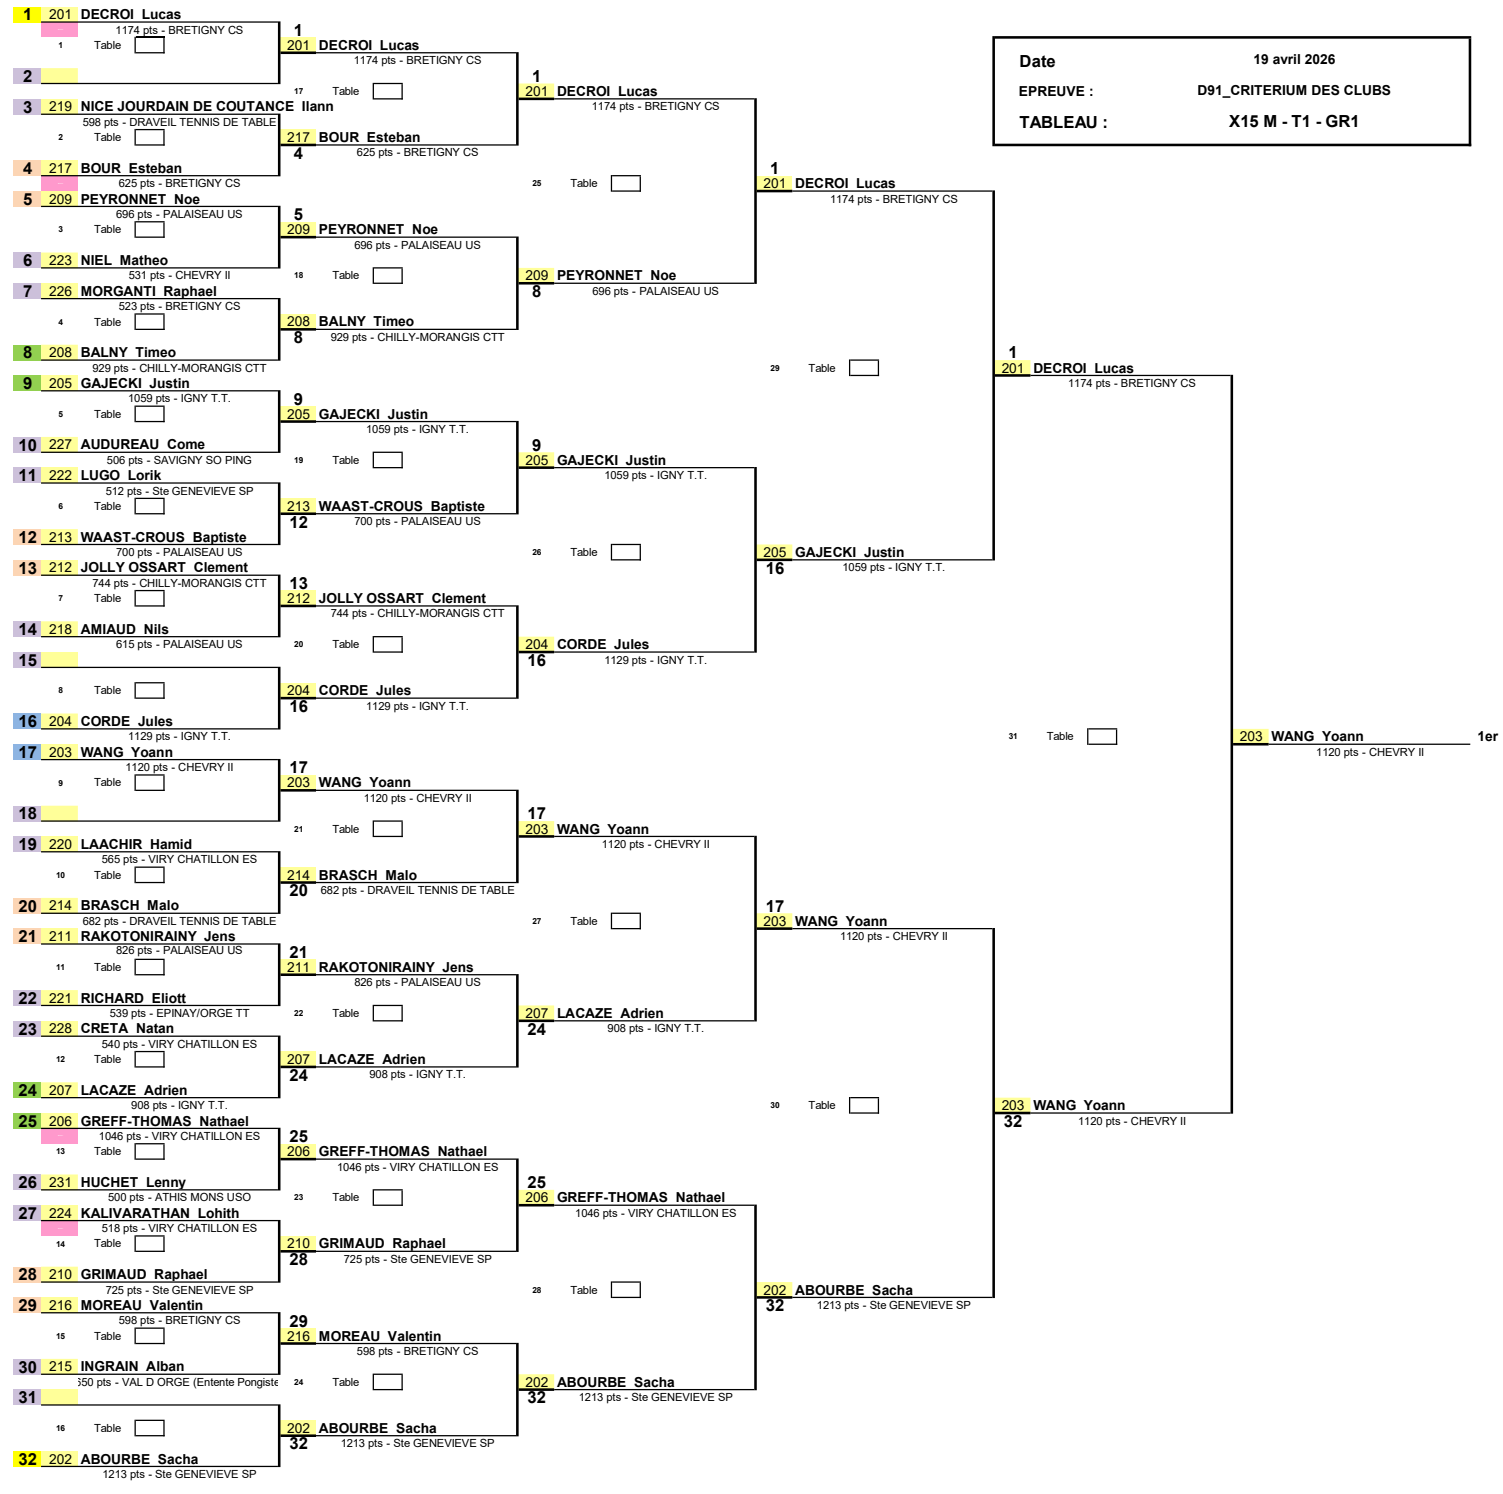 Date 19 avril 2026
EPREUVE : D91_CRITERIUM DES CLUBS
TABLEAU : X15 M - T1 - GR1
1 201 DECROI Lucas
1174 pts - BRETIGNY CS
1 Table
2
3 219 NICE JOURDAIN DE COUTANCE Ilann
598 pts - DRAVEIL TENNIS DE TABLE
2 Table
4 217 BOUR Esteban
625 pts - BRETIGNY CS
5 209 PEYRONNET Noe
696 pts - PALAISEAU US
3 Table
6 223 NIEL Matheo
531 pts - CHEVRY II
7 226 MORGANTI Raphael
523 pts - BRETIGNY CS
4 Table
8 208 BALNY Timeo
929 pts - CHILLY-MORANGIS CTT
9 205 GAJECKI Justin
1059 pts - IGNY T.T.
5 Table
10 227 AUDUREAU Come
506 pts - SAVIGNY SO PING
11 222 LUGO Lorik
512 pts - Ste GENEVIEVE SP
6 Table
12 213 WAAST-CROUS Baptiste
700 pts - PALAISEAU US
13 212 JOLLY OSSART Clement
744 pts - CHILLY-MORANGIS CTT
7 Table
14 218 AMIAUD Nils
615 pts - PALAISEAU US
15
8 Table
16 204 CORDE Jules
1129 pts - IGNY T.T.
17 203 WANG Yoann
1120 pts - CHEVRY II
9 Table
18
19 220 LAACHIR Hamid
565 pts - VIRY CHATILLON ES
10 Table
20 214 BRASCH Malo
682 pts - DRAVEIL TENNIS DE TABLE
21 211 RAKOTONIRAINY Jens
826 pts - PALAISEAU US
11 Table
22 221 RICHARD Eliott
539 pts - EPINAY/ORGE TT
23 228 CRETA Natan
540 pts - VIRY CHATILLON ES
12 Table
24 207 LACAZE Adrien
908 pts - IGNY T.T.
25 206 GREFF-THOMAS Nathael
1046 pts - VIRY CHATILLON ES
13 Table
26 231 HUCHET Lenny
500 pts - ATHIS MONS USO
27 224 KALIVARATHAN Lohith
518 pts - VIRY CHATILLON ES
14 Table
28 210 GRIMAUD Raphael
725 pts - Ste GENEVIEVE SP
29 216 MOREAU Valentin
598 pts - BRETIGNY CS
15 Table
30 215 INGRAIN Alban
650 pts - VAL D ORGE (Entente Pongiste
31
16 Table
32 202 ABOURBE Sacha
1213 pts - Ste GENEVIEVE SP
1
201 DECROI Lucas
1174 pts - BRETIGNY CS
17 Table
217 BOUR Esteban
4 625 pts - BRETIGNY CS
5
209 PEYRONNET Noe
696 pts - PALAISEAU US
18 Table
208 BALNY Timeo
8 929 pts - CHILLY-MORANGIS CTT
9
205 GAJECKI Justin
1059 pts - IGNY T.T.
19 Table
213 WAAST-CROUS Baptiste
12 700 pts - PALAISEAU US
13
212 JOLLY OSSART Clement
744 pts - CHILLY-MORANGIS CTT
20 Table
204 CORDE Jules
16 1129 pts - IGNY T.T.
17
203 WANG Yoann
1120 pts - CHEVRY II
21 Table
214 BRASCH Malo
20 682 pts - DRAVEIL TENNIS DE TABLE
21
211 RAKOTONIRAINY Jens
826 pts - PALAISEAU US
22 Table
207 LACAZE Adrien
24 908 pts - IGNY T.T.
25
206 GREFF-THOMAS Nathael
1046 pts - VIRY CHATILLON ES
23 Table
210 GRIMAUD Raphael
28 725 pts - Ste GENEVIEVE SP
29
216 MOREAU Valentin
598 pts - BRETIGNY CS
24 Table
202 ABOURBE Sacha
32 1213 pts - Ste GENEVIEVE SP
1
201 DECROI Lucas
1174 pts - BRETIGNY CS
25 Table
209 PEYRONNET Noe
8 696 pts - PALAISEAU US
9
205 GAJECKI Justin
1059 pts - IGNY T.T.
26 Table
204 CORDE Jules
16 1129 pts - IGNY T.T.
17
203 WANG Yoann
1120 pts - CHEVRY II
27 Table
207 LACAZE Adrien
24 908 pts - IGNY T.T.
25
206 GREFF-THOMAS Nathael
1046 pts - VIRY CHATILLON ES
28 Table
202 ABOURBE Sacha
32 1213 pts - Ste GENEVIEVE SP
1
201 DECROI Lucas
1174 pts - BRETIGNY CS
29 Table
205 GAJECKI Justin
16 1059 pts - IGNY T.T.
17
203 WANG Yoann
1120 pts - CHEVRY II
30 Table
202 ABOURBE Sacha
32 1213 pts - Ste GENEVIEVE SP
1
201 DECROI Lucas
1174 pts - BRETIGNY CS
31 Table
203 WANG Yoann
32 1120 pts - CHEVRY II
203 WANG Yoann 1er
1120 pts - CHEVRY II